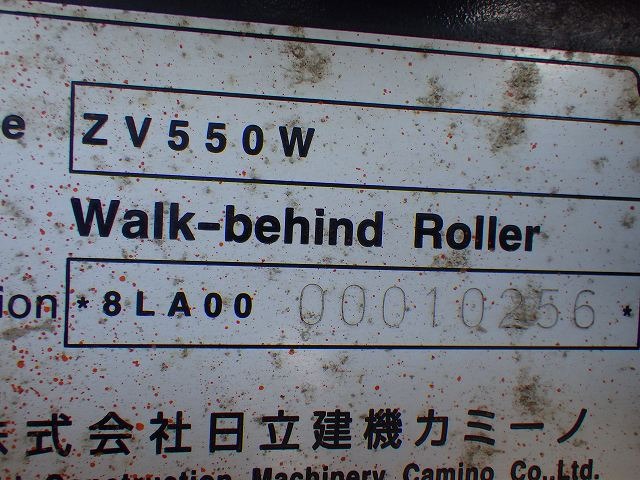 e ZV550W
Walk-behind Roller
ion *8LA00 00010256*
株式会社日立建機カミーノ
Construction Machinery Camino Co.,Ltd.